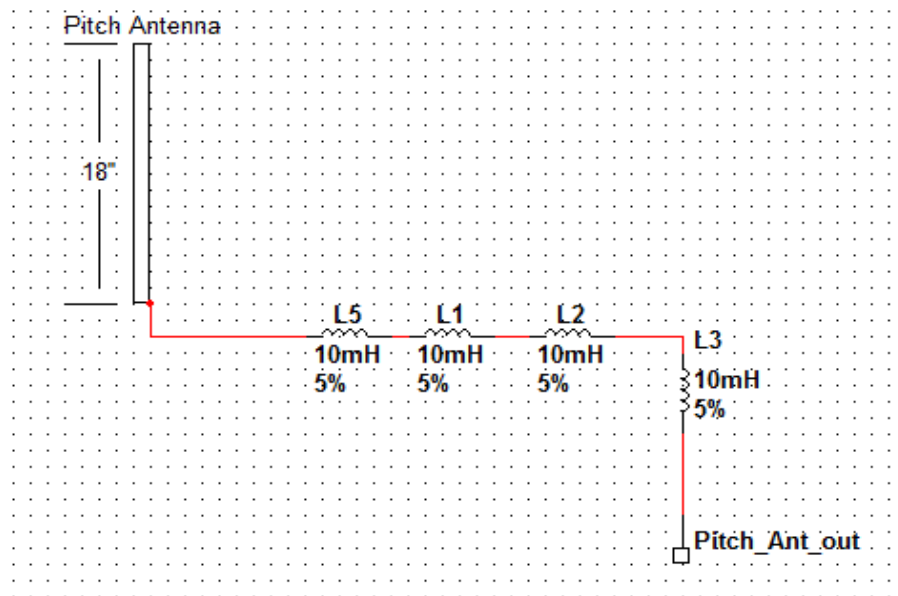 Pitch Antenna
18"
L5
10mH
5%
L1
10mH
5%
L2
10mH
5%
L3
10mH
5%
Pitch_Ant_out